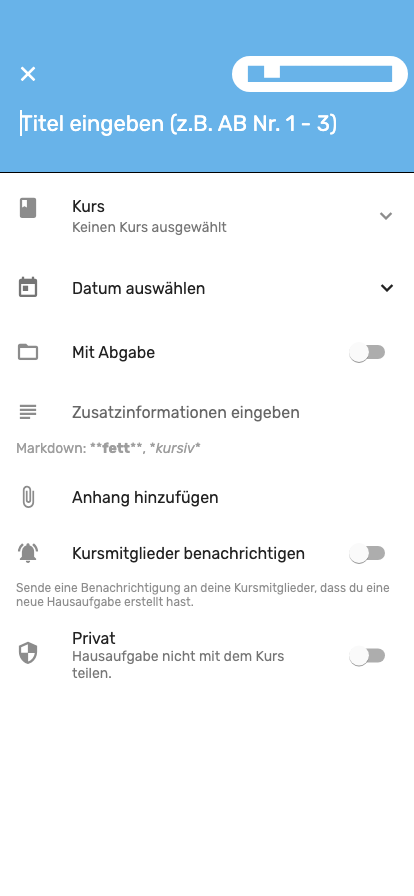 Titel eingeben (z.B. AB Nr. 1 - 3)
Kurs
Keinen Kurs ausgewählt
Datum auswählen
Mit Abgabe
Zusatzinformationen eingeben
Markdown: **fett**, *kursiv*
Anhang hinzufügen
Kursmitglieder benachrichtigen
Sende eine Benachrichtigung an deine Kursmitglieder, dass du eine
neue Hausaufgabe erstellt hast.
Privat
Hausaufgabe nicht mit dem Kurs
teilen.